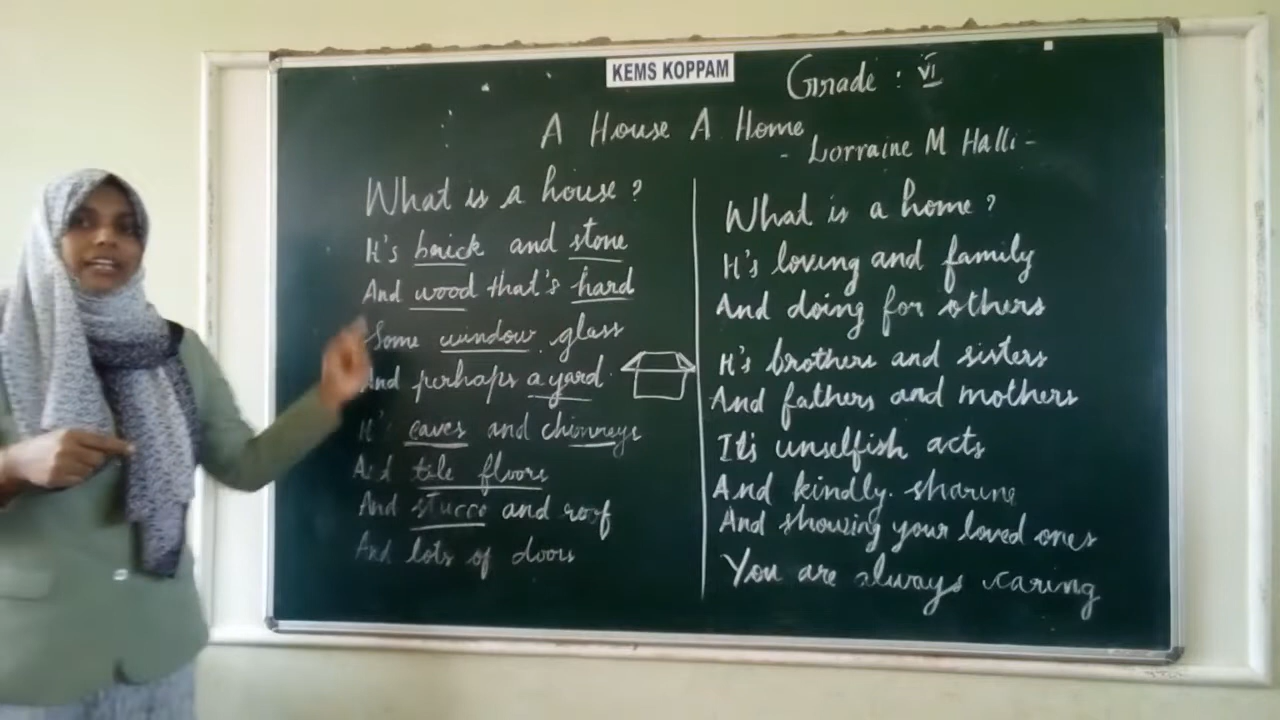 KEMS KOPPAM
Grade : VI
A House A Home
- Lorraine M Halli -
What is a house?
It's brick and stone
And wood that's hard
Some window glass
And perhaps a yard.
It's eaves and chimneys
And tile floors
And stucco and roof
And lots of doors
What is a home?
It's loving and family
And doing for others
It's brothers and sisters
And fathers and mothers
It's unselfish acts
And kindly sharing
And showing your loved ones
You are always caring